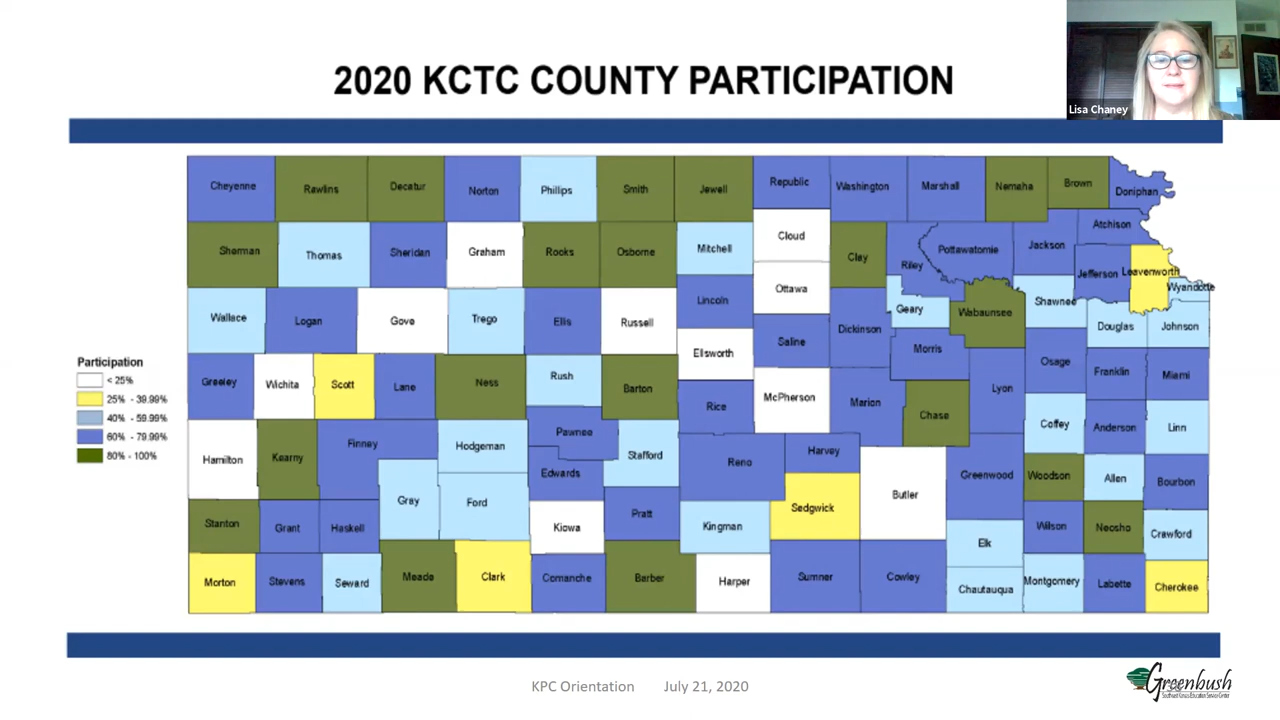 2020 KCTC COUNTY PARTICIPATION
Lisa Chaney
Cheyenne Rawlins Decatur Norton Phillips Smith Jewell Republic Washington Marshall Nemaha Brown Doniphan
Sherman Thomas Sheridan Graham Rooks Osborne Mitchell Cloud Clay Riley Pottawatomie Jackson Atchison
Jefferson Leavenworth Wyandotte
Wallace Logan Gove Trego Ellis Russell Lincoln Ottawa Dickinson Geary Wabaunsee Shawnee Douglas Johnson
Ellsworth Saline Morris
Greeley Wichita Scott Lane Ness Rush Barton Rice McPherson Marion Chase Lyon Osage Franklin Miami
Hamilton Kearny Finney Hodgeman Pawnee Stafford Reno Harvey Butler Greenwood Coffey Anderson Linn
Gray Ford Edwards Sedgwick Woodson Allen Bourbon
Stanton Grant Haskell Kiowa Pratt Kingman Elk Wilson Neosho Crawford
Morton Stevens Seward Meade Clark Comanche Barber Harper Sumner Cowley Chautauqua Montgomery Labette Cherokee
Participation
< 25%
25% - 39.99%
40% - 59.99%
60% - 79.99%
80% - 100%
KPC Orientation July 21, 2020
Greenbush
Southeast Kansas Education Service Center